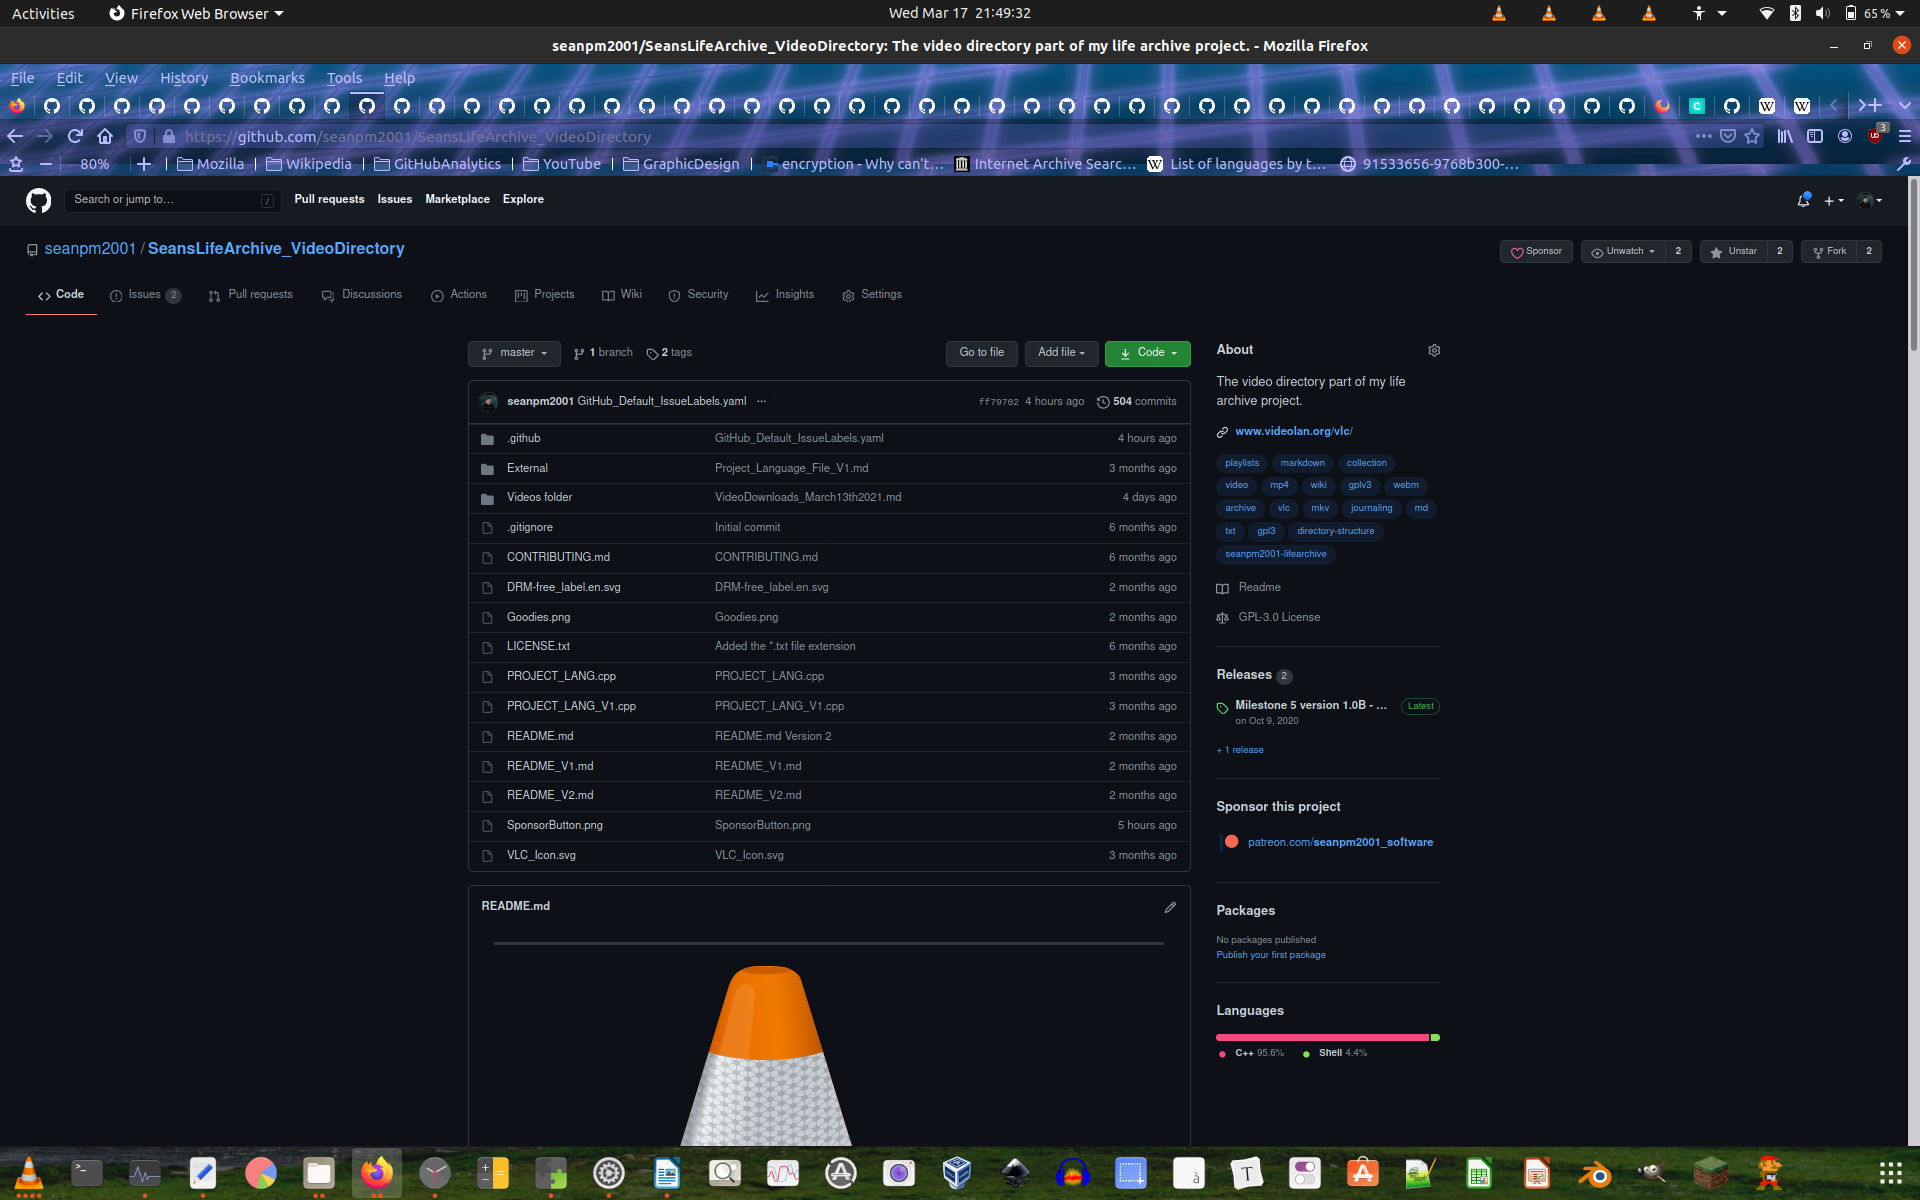 Activities Firefox Web Browser Wed Mar 17 21:49:32 65 %
seanpm2001/SeansLifeArchive_VideoDirectory: The video directory part of my life archive project. - Mozilla Firefox
File Edit View History Bookmarks Tools Help
https://github.com/seanpm2001/SeansLifeArchive_VideoDirectory 3
80% Mozilla Wikipedia GitHubAnalytics YouTube GraphicDesign encryption - Why can't… Internet Archive Searc… List of languages by t… 91533656-9768b300-…
Search or jump to… / Pull requests Issues Marketplace Explore
seanpm2001 / SeansLifeArchive_VideoDirectory Sponsor Unwatch 2 Unstar 2 Fork 2
Code Issues 2 Pull requests Discussions Actions Projects Wiki Security Insights Settings
master 1 branch 2 tags Go to file Add file Code
seanpm2001 GitHub_Default_IssueLabels.yaml ··· ff79702 4 hours ago 504 commits
.github GitHub_Default_IssueLabels.yaml 4 hours ago
External Project_Language_File_V1.md 3 months ago
Videos folder VideoDownloads_March13th2021.md 4 days ago
.gitignore Initial commit 6 months ago
CONTRIBUTING.md CONTRIBUTING.md 6 months ago
DRM-free_label.en.svg DRM-free_label.en.svg 2 months ago
Goodies.png Goodies.png 2 months ago
LICENSE.txt Added the *.txt file extension 6 months ago
PROJECT_LANG.cpp PROJECT_LANG.cpp 3 months ago
PROJECT_LANG_V1.cpp PROJECT_LANG_V1.cpp 3 months ago
README.md README.md Version 2 2 months ago
README_V1.md README_V1.md 2 months ago
README_V2.md README_V2.md 2 months ago
SponsorButton.png SponsorButton.png 5 hours ago
VLC_Icon.svg VLC_Icon.svg 3 months ago
README.md
About
The video directory part of my life
archive project.
www.videolan.org/vlc/
playlists markdown collection
video mp4 wiki gplv3 webm
archive vlc mkv journaling md
txt gpl3 directory-structure
seanpm2001-lifearchive
Readme
GPL-3.0 License
Releases 2
Milestone 5 version 1.0B - … Latest
on Oct 9, 2020
+ 1 release
Sponsor this project
patreon.com/seanpm2001_software
Packages
No packages published
Publish your first package
Languages
C++ 95.6% Shell 4.4%